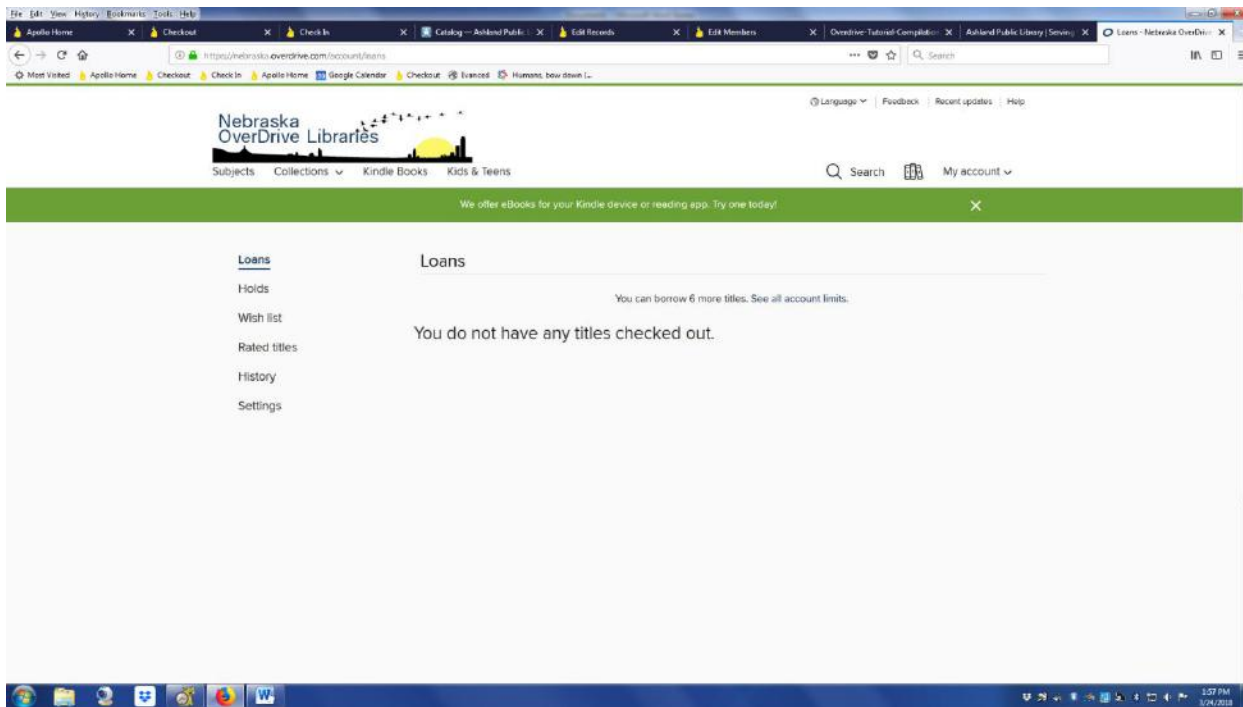 File Edit View History Bookmarks Tools Help
Apollo Home
Checkout
Check In
Catalog — Ashland Public L
Edit Records
Edit Members
Overdrive-Tutorial-Compilation
Ashland Public Library | Serving
Loans - Nebraska OverDrive
https://nebraska.overdrive.com/account/loans
Search
Most Visited Apollo Home Checkout Check In Apollo Home Google Calendar Checkout Evanced Humans, bow down (...
Language Feedback Recent updates Help
Nebraska
OverDrive Libraries
Subjects Collections Kindle Books Kids & Teens
Search My account
We offer eBooks for your Kindle device or reading app. Try one today!
Loans
Holds
Wish list
Rated titles
History
Settings
Loans
You can borrow 6 more titles. See all account limits.
You do not have any titles checked out.
1:57 PM
3/24/2018